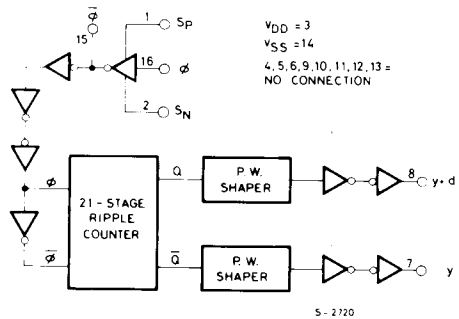 φ̄
15
1 SP
16 φ
2 SN
VDD = 3
VSS = 14
4,5,6,9,10,11,12,13 =
NO CONNECTION
φ
φ̄
21-STAGE
RIPPLE
COUNTER
Q
Q̄
P.W.
SHAPER
8 y+d
P.W.
SHAPER
7 y
S-2720